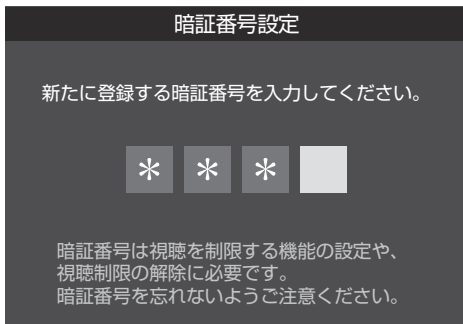 暗証番号設定
新たに登録する暗証番号を入力してください。
＊ ＊ ＊
暗証番号は視聴を制限する機能の設定や、
視聴制限の解除に必要です。
暗証番号を忘れないようご注意ください。